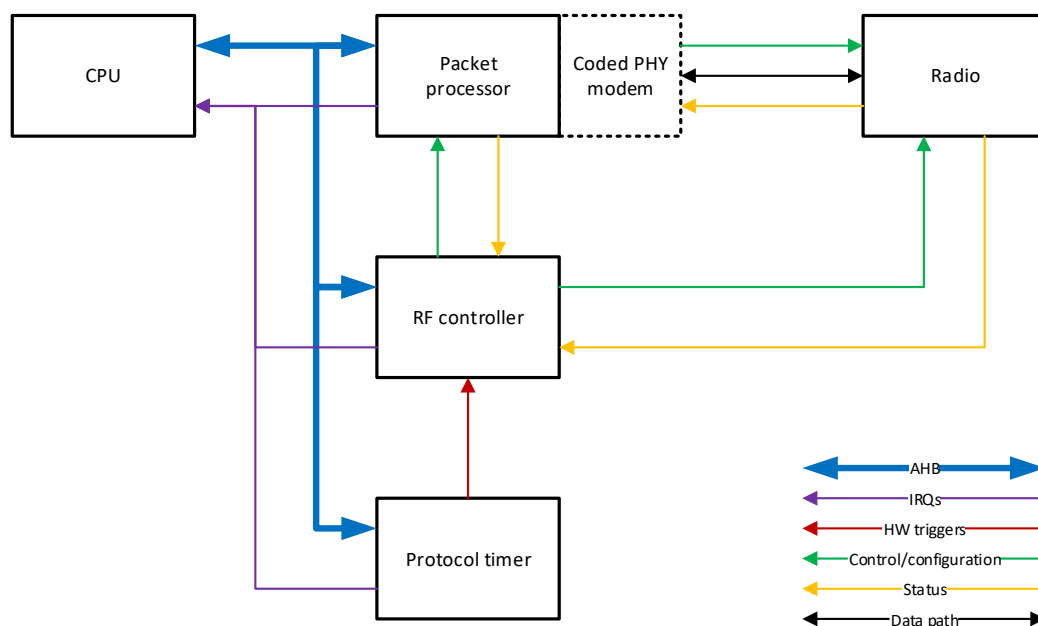 CPU
Packet
processor
Coded PHY
modem
Radio
RF controller
Protocol timer
AHB
IRQs
HW triggers
Control/configuration
Status
Data path